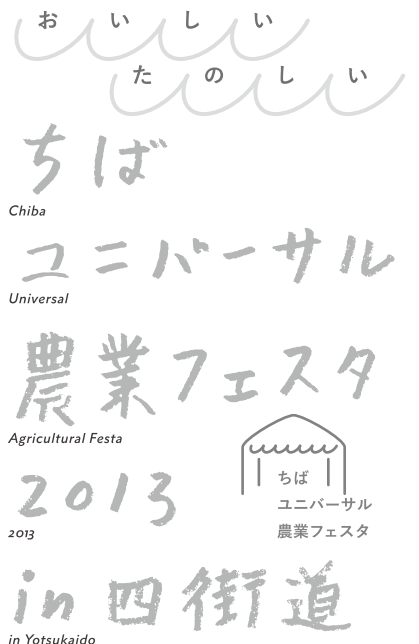 おいしい
たのしい
ちば
Chiba
ユニバーサル
Universal
農業フェスタ
Agricultural Festa
2013
2013
ちば
ユニバーサル
農業フェスタ
in 四街道
in Yotsukaido